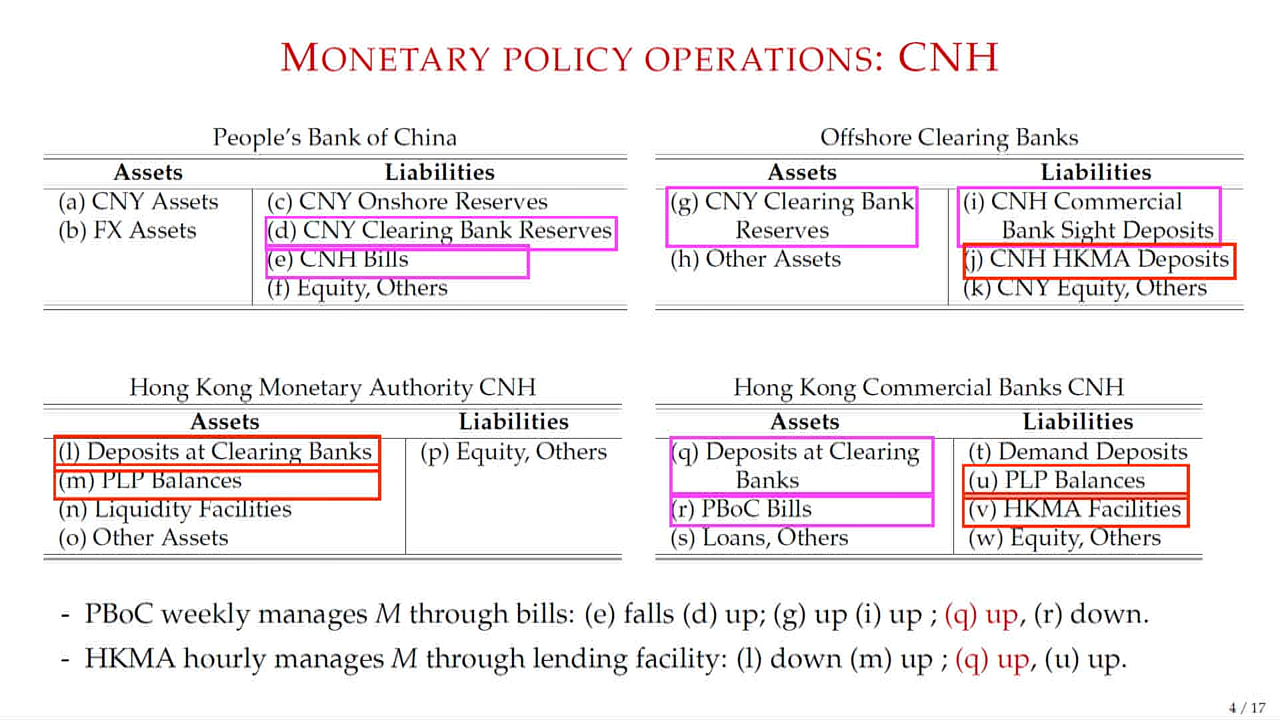 MONETARY POLICY OPERATIONS: CNH
People's Bank of China
Assets Liabilities
(a) CNY Assets (c) CNY Onshore Reserves
(b) FX Assets (d) CNY Clearing Bank Reserves
(e) CNH Bills
(f) Equity, Others
Offshore Clearing Banks
Assets Liabilities
(g) CNY Clearing Bank (i) CNH Commercial
Reserves Bank Sight Deposits
(h) Other Assets (j) CNH HKMA Deposits
(k) CNY Equity, Others
Hong Kong Monetary Authority CNH
Assets Liabilities
(l) Deposits at Clearing Banks (p) Equity, Others
(m) PLP Balances
(n) Liquidity Facilities
(o) Other Assets
Hong Kong Commercial Banks CNH
Assets Liabilities
(q) Deposits at Clearing (t) Demand Deposits
Banks (u) PLP Balances
(r) PBoC Bills (v) HKMA Facilities
(s) Loans, Others (w) Equity, Others
- PBoC weekly manages M through bills: (e) falls (d) up; (g) up (i) up ; (q) up, (r) down.
- HKMA hourly manages M through lending facility: (l) down (m) up ; (q) up, (u) up.
4 / 17